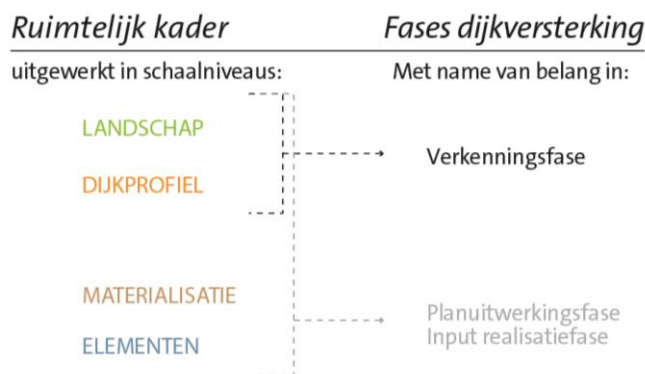 Ruimtelijk kader
Fases dijkversterking
uitgewerkt in schaalniveaus:
Met name van belang in:
LANDSCHAP
Verkenningsfase
DIJKPROFIEL
MATERIALISATIE
Planuitwerkingsfase
Input realisatiefase
ELEMENTEN